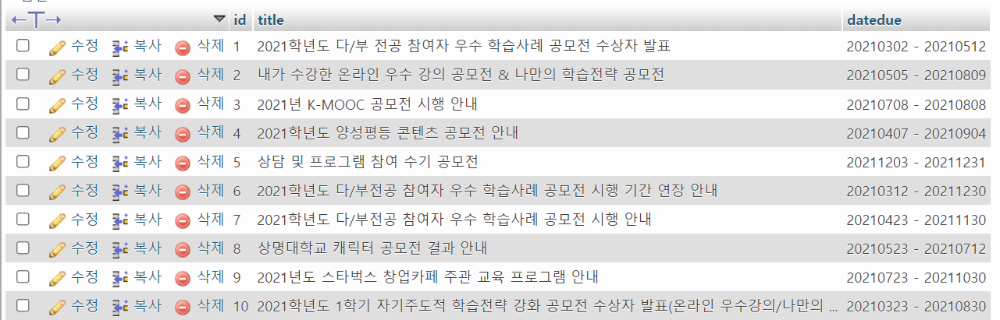 ←T→ id title datedue
수정 복사 삭제 1 2021학년도 다/부 전공 참여자 우수 학습사례 공모전 수상자 발표 20210302 - 20210512
수정 복사 삭제 2 내가 수강한 온라인 우수 강의 공모전 & 나만의 학습전략 공모전 20210505 - 20210809
수정 복사 삭제 3 2021년 K-MOOC 공모전 시행 안내 20210708 - 20210808
수정 복사 삭제 4 2021학년도 양성평등 콘텐츠 공모전 안내 20210407 - 20210904
수정 복사 삭제 5 상담 및 프로그램 참여 수기 공모전 20211203 - 20211231
수정 복사 삭제 6 2021학년도 다/부전공 참여자 우수 학습사례 공모전 시행 기간 연장 안내 20210312 - 20211230
수정 복사 삭제 7 2021학년도 다/부전공 참여자 우수 학습사례 공모전 시행 안내 20210423 - 20211130
수정 복사 삭제 8 상명대학교 캐릭터 공모전 결과 안내 20210523 - 20210712
수정 복사 삭제 9 2021년도 스타벅스 창업카페 주관 교육 프로그램 안내 20210723 - 20211030
수정 복사 삭제 10 2021학년도 1학기 자기주도적 학습전략 강화 공모전 수상자 발표(온라인 우수강의/나만의 ... 20210323 - 20210830